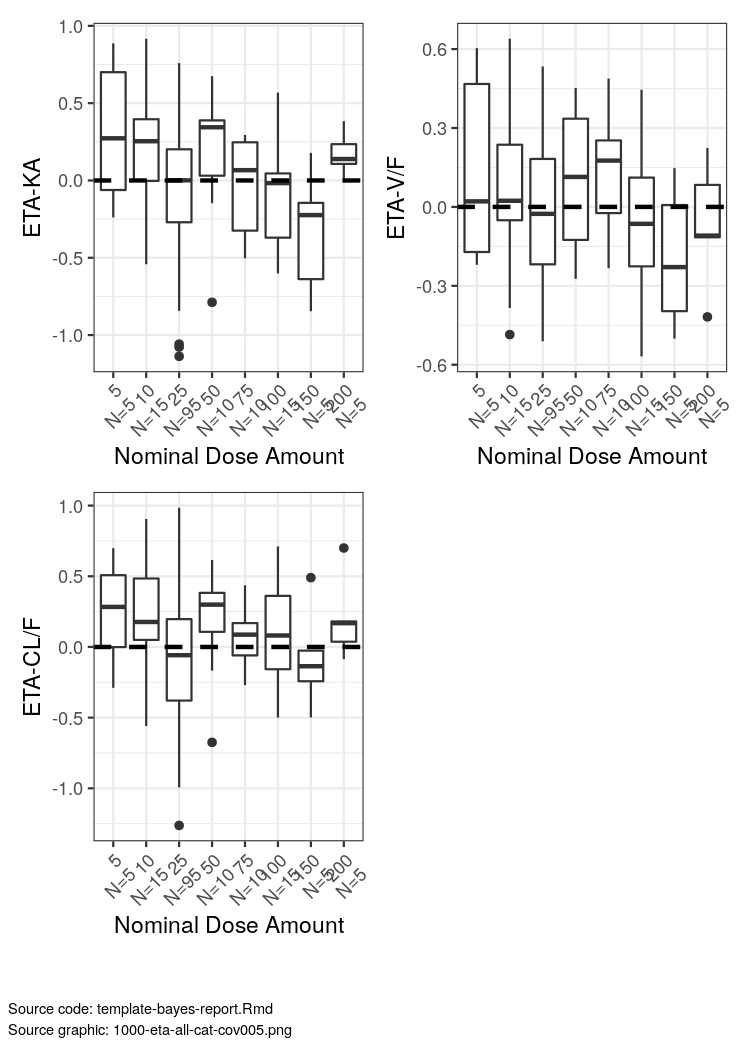 ETA-KA
1.0
0.5
0.0
-0.5
-1.0
5
N=5
10
N=15
25
N=95
50
N=10
75
N=10
100
N=15
150
N=5
200
N=5
Nominal Dose Amount
ETA-V/F
0.6
0.3
0.0
-0.3
-0.6
5
N=5
10
N=15
25
N=95
50
N=10
75
N=10
100
N=15
150
N=5
200
N=5
Nominal Dose Amount
ETA-CL/F
1.0
0.5
0.0
-0.5
-1.0
5
N=5
10
N=15
25
N=95
50
N=10
75
N=10
100
N=15
150
N=5
200
N=5
Nominal Dose Amount
Source code: template-bayes-report.Rmd
Source graphic: 1000-eta-all-cat-cov005.png